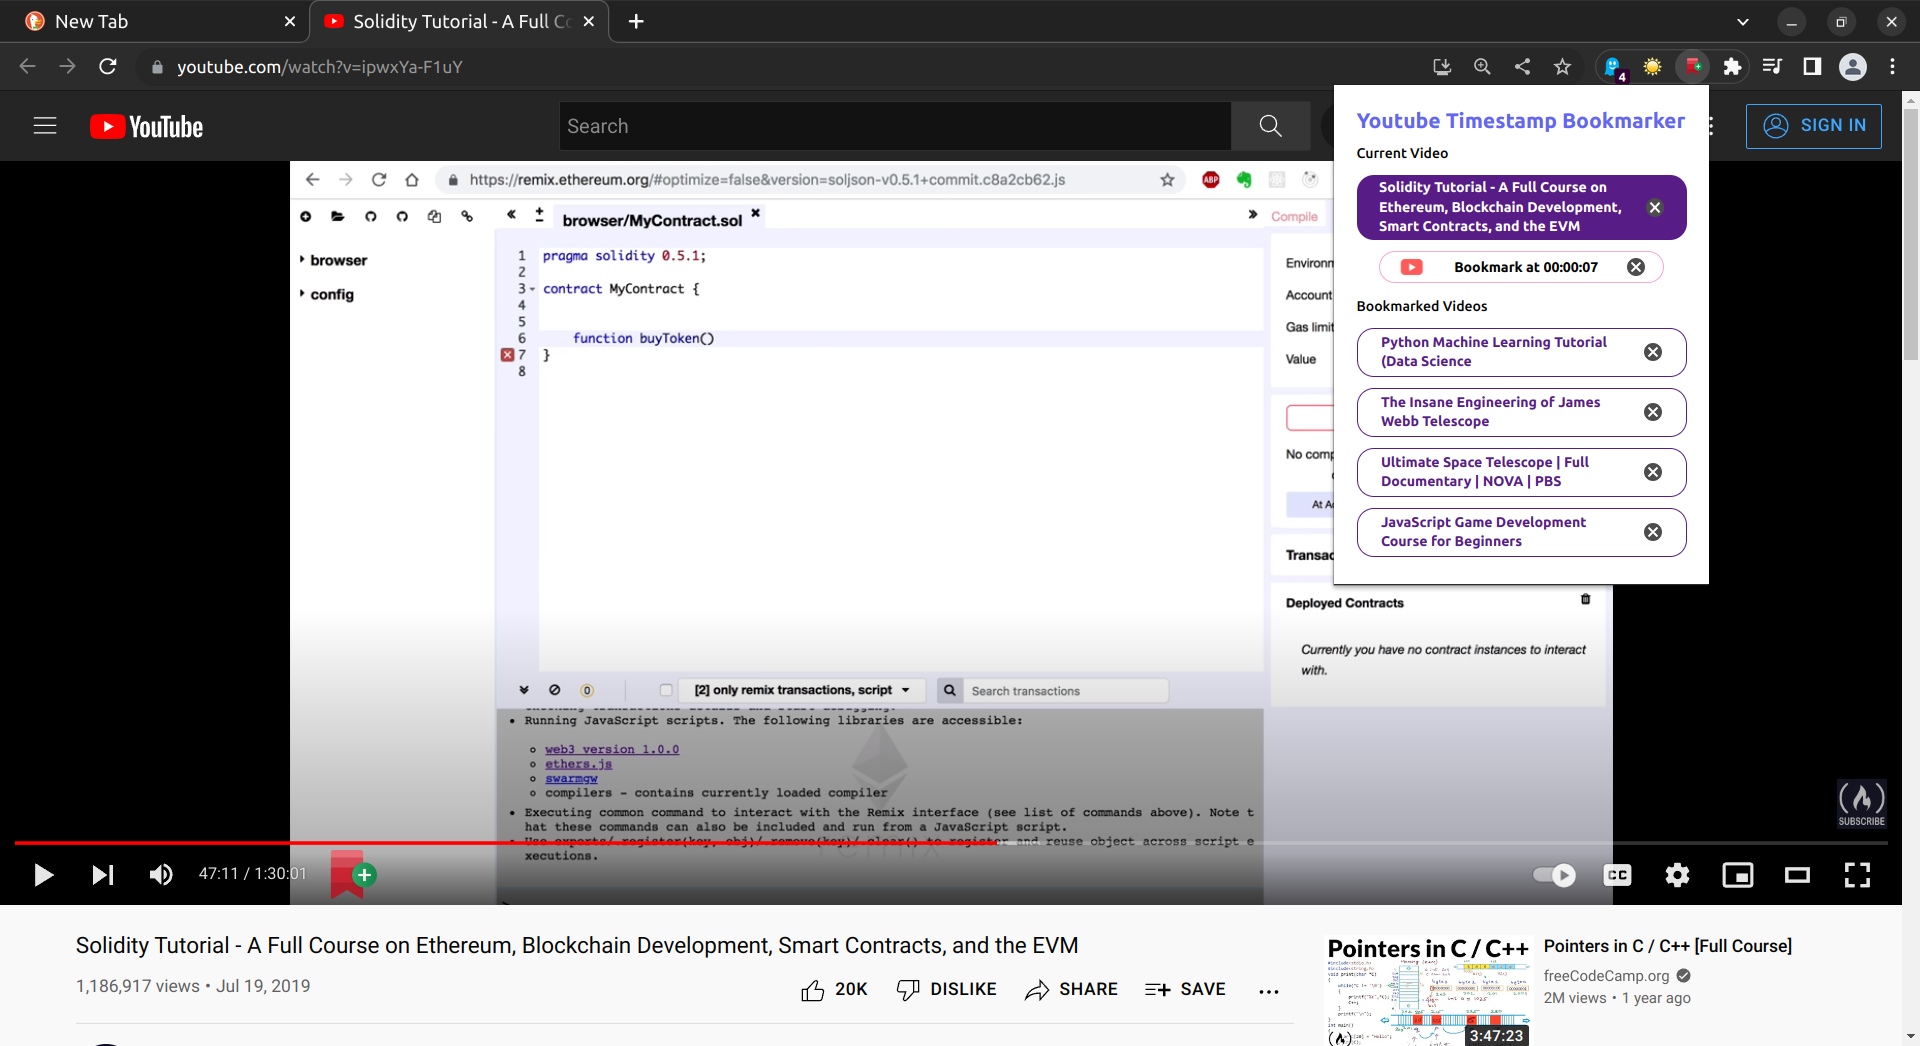 New Tab
Solidity Tutorial - A Full Co
youtube.com/watch?v=ipwxYa-F1uY
4
YouTube
Search
SIGN IN
https://remix.ethereum.org/#optimize=false&version=soljson-v0.5.1+commit.c8a2cb62.js
ABP
browser/MyContract.sol
Compile
browser
config
1 pragma solidity 0.5.1;
2
3 contract MyContract {
4
5
6 function buyToken()
7 }
8
Environm
Account
Gas limit
Value
No comp
At Ad
Transac
Deployed Contracts
Currently you have no contract instances to interact
with.
0
[2] only remix transactions, script
Search transactions
• Running JavaScript scripts. The following libraries are accessible:
web3 version 1.0.0
ethers.js
swarmgw
compilers - contains currently loaded compiler
• Executing common command to interact with the Remix interface (see list of commands above). Note t
hat these commands can also be included and run from a JavaScript script.
• Use exports/.register(key, obj)/.remove(key)/.clear() to register and reuse object across script e
xecutions.
Youtube Timestamp Bookmarker
Current Video
Solidity Tutorial - A Full Course on
Ethereum, Blockchain Development,
Smart Contracts, and the EVM
Bookmark at 00:00:07
Bookmarked Videos
Python Machine Learning Tutorial
(Data Science
The Insane Engineering of James
Webb Telescope
Ultimate Space Telescope | Full
Documentary | NOVA | PBS
JavaScript Game Development
Course for Beginners
SUBSCRIBE
47:11 / 1:30:01
CC
Solidity Tutorial - A Full Course on Ethereum, Blockchain Development, Smart Contracts, and the EVM
1,186,917 views • Jul 19, 2019
20K
DISLIKE
SHARE
SAVE
Pointers in C / C++
3:47:23
Pointers in C / C++ [Full Course]
freeCodeCamp.org
2M views • 1 year ago